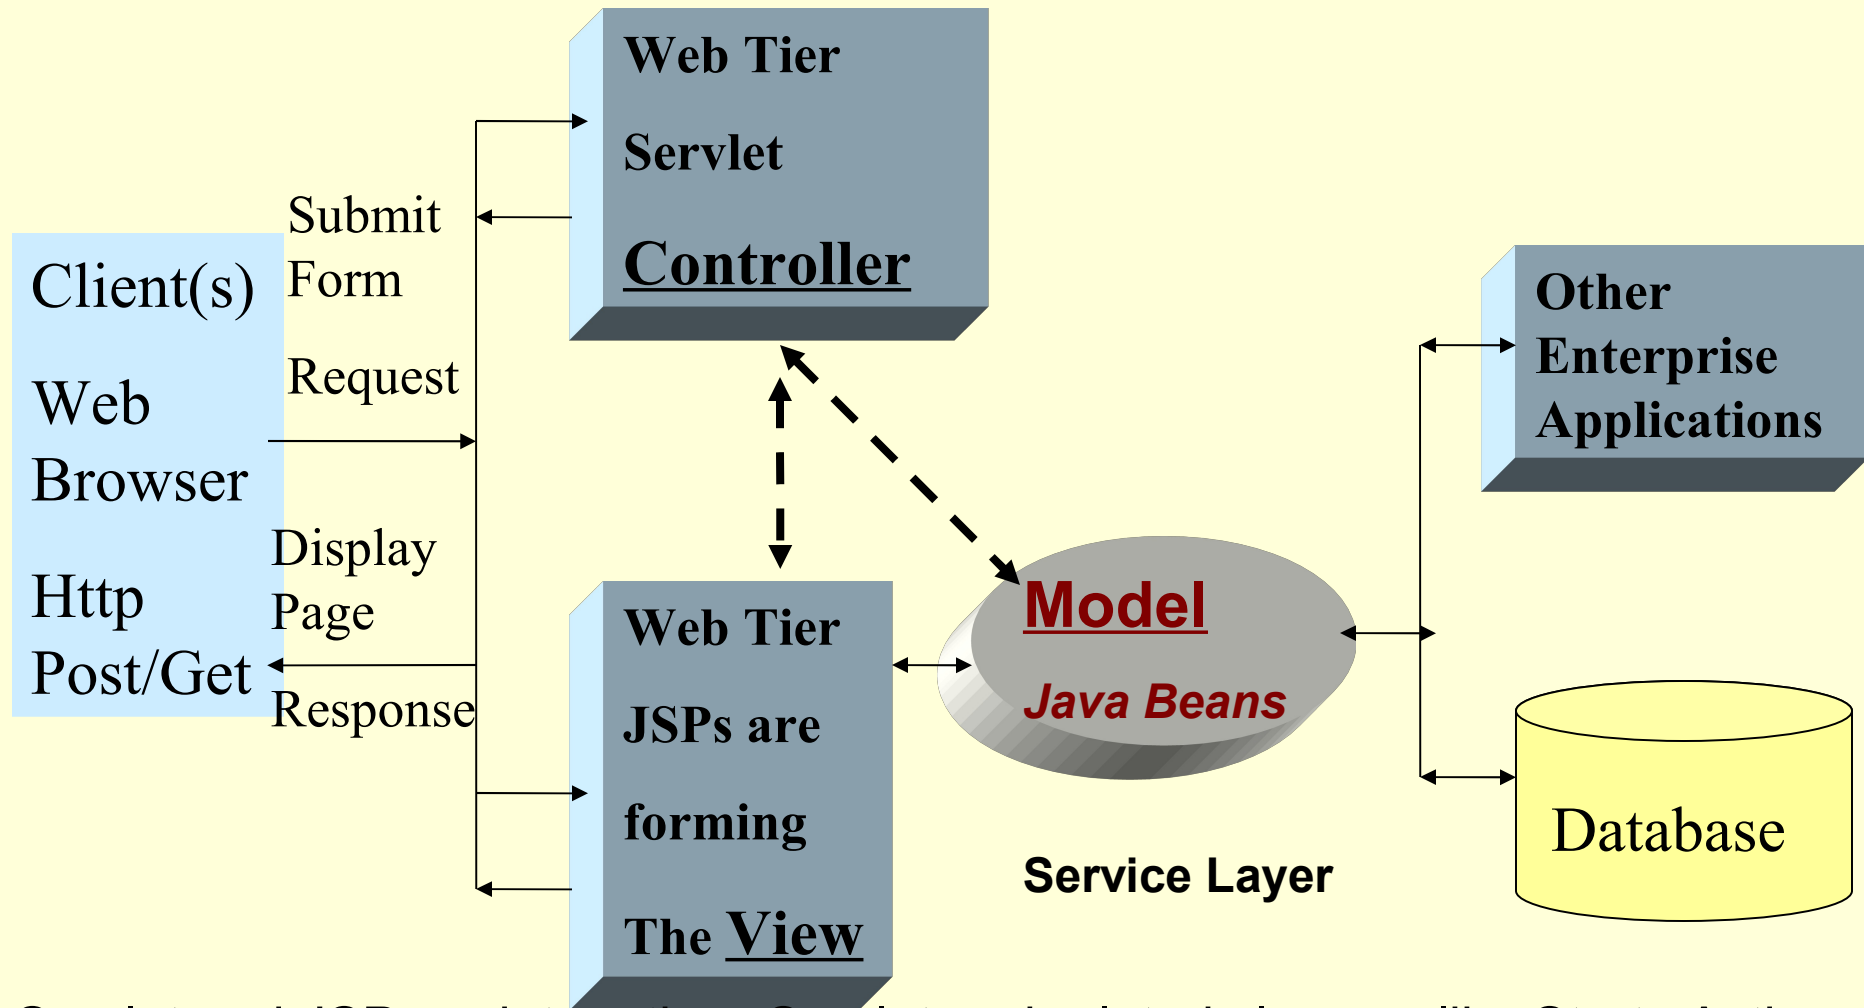 Web Tier
Servlet
Controller
Submit
Form
Request
Client(s)
Web
Browser
Http
Post/Get
Display
Page
Response
Web Tier
JSPs are
forming
The View
Model
Java Beans
Service Layer
Other
Enterprise
Applications
Database